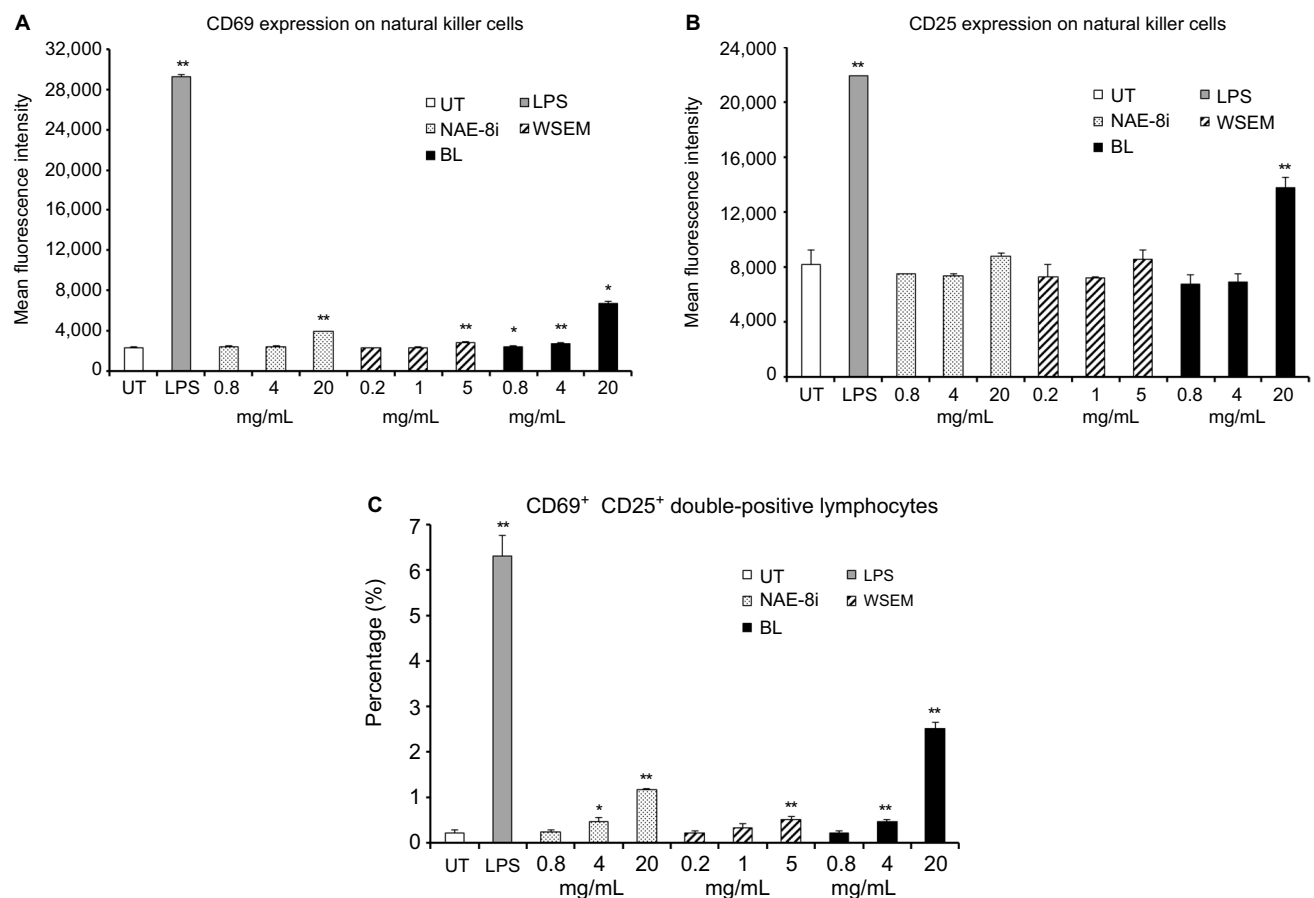 A
CD69 expression on natural killer cells
Mean fluorescence intensity
32,000
28,000
24,000
20,000
16,000
12,000
8,000
4,000
0
**
**
**
*
**
*
UT
LPS
NAE-8i
WSEM
BL
UT LPS 0.8 4 20 0.2 1 5 0.8 4 20
mg/mL mg/mL mg/mL
B
CD25 expression on natural killer cells
Mean fluorescence intensity
24,000
22,000
18,000
14,000
12,000
8,000
4,000
0
**
**
UT
LPS
NAE-8i
WSEM
BL
UT LPS 0.8 4 20 0.2 1 5 0.8 4 20
mg/mL mg/mL mg/mL
C
CD69+ CD25+ double-positive lymphocytes
Percentage (%)
7
6
5
4
3
2
1
0
**
*
**
**
**
**
UT
LPS
NAE-8i
WSEM
BL
UT LPS 0.8 4 20 0.2 1 5 0.8 4 20
mg/mL mg/mL mg/mL